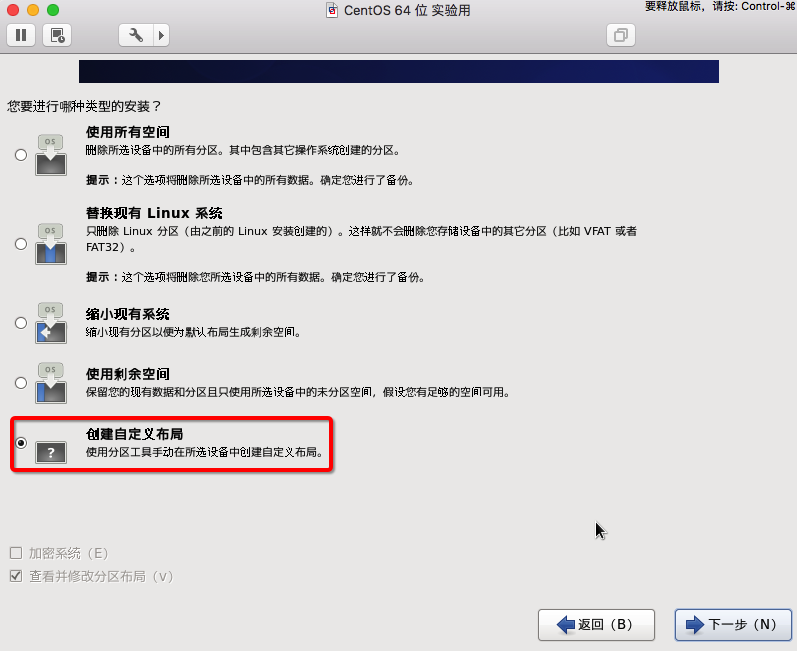 CentOS 64 位 实验用
要释放鼠标，请按: Control-⌘
您要进行哪种类型的安装？
OS
使用所有空间
删除所选设备中的所有分区。其中包含其它操作系统创建的分区。
提示：这个选项将删除所选设备中的所有数据。确定您进行了备份。
OS
替换现有 Linux 系统
只删除 Linux 分区（由之前的 Linux 安装创建的）。这样就不会删除您存储设备中的其它分区（比如 VFAT 或者
FAT32）。
提示：这个选项将删除您所选设备中的所有数据。确定您进行了备份。
OS
缩小现有系统
缩小现有分区以便为默认布局生成剩余空间。
OS
使用剩余空间
保留您的现有数据和分区且只使用所选设备中的未分区空间，假设您有足够的空间可用。
?
创建自定义布局
使用分区工具手动在所选设备中创建自定义布局。
加密系统（E）
查看并修改分区布局（v）
返回（B）
下一步（N）